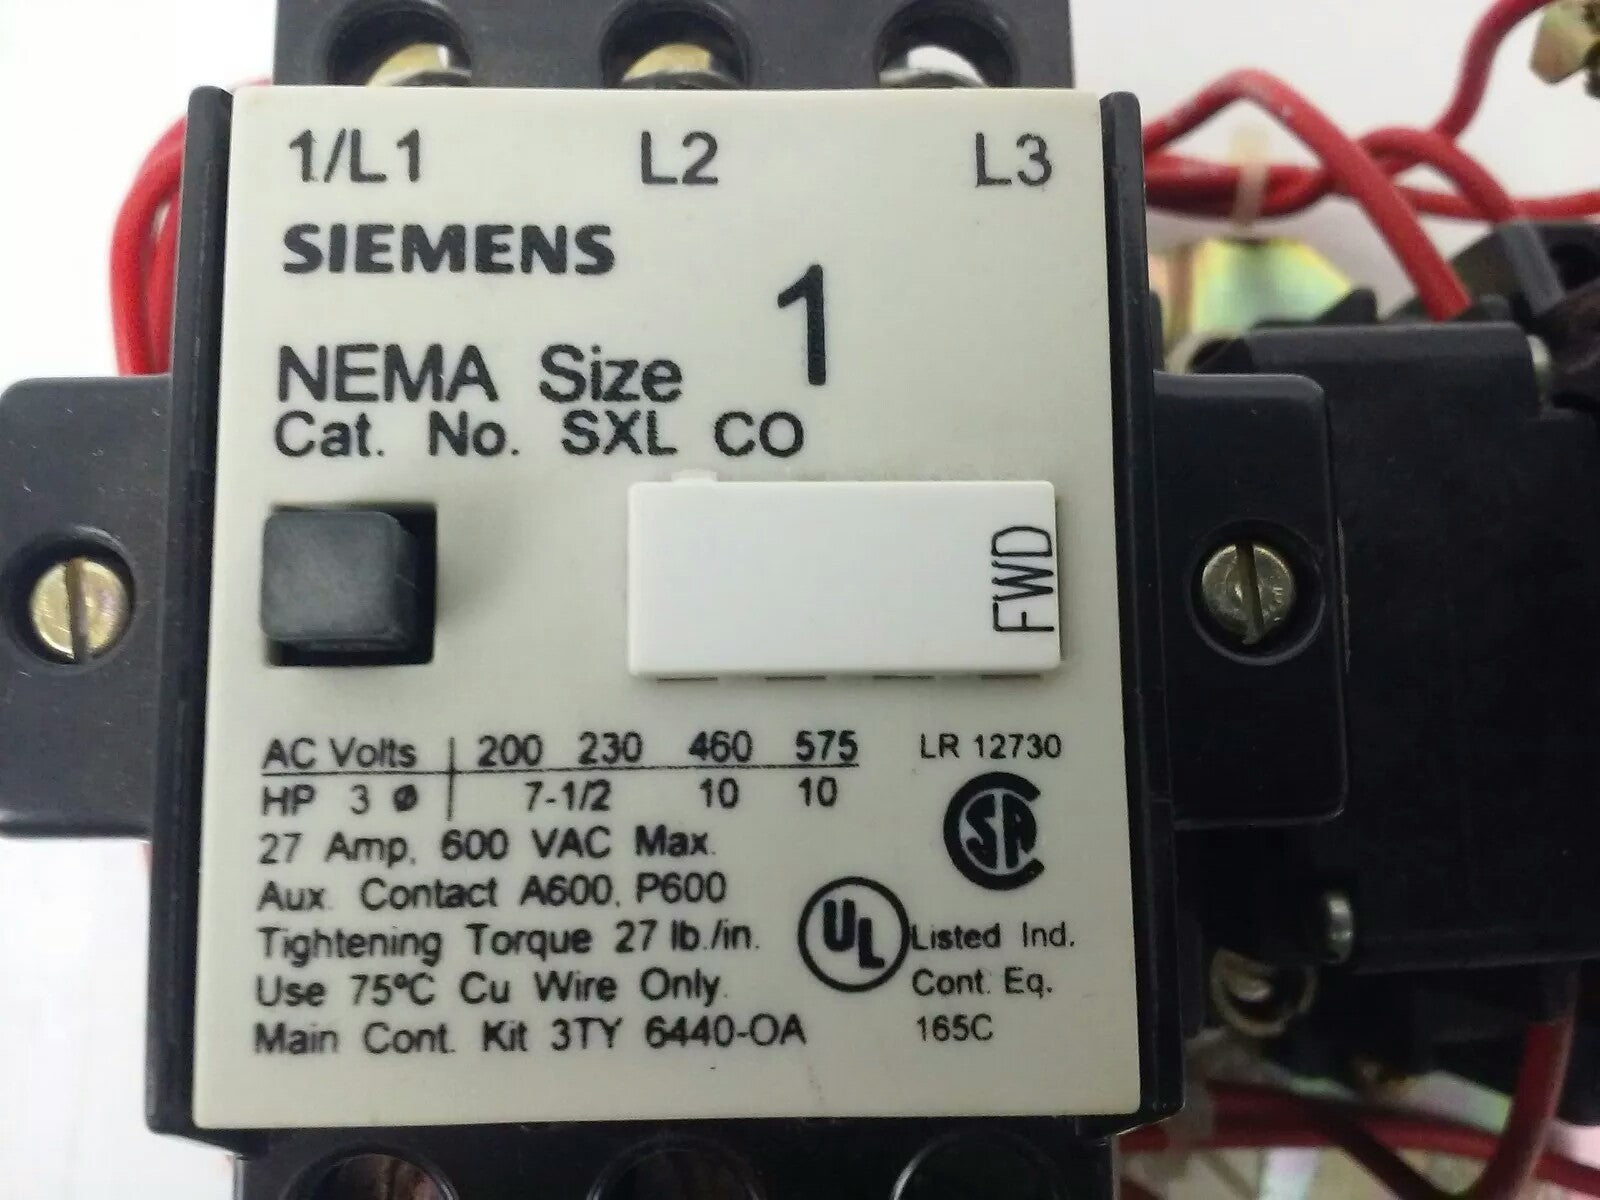 1/L1 L2 L3
SIEMENS
NEMA Size 1
Cat. No. SXL CO
FWD
AC Volts | 200 230 460 575
HP 3 Ø | 7-1/2 10 10
LR 12730
27 Amp. 600 VAC Max.
SA
Aux. Contact A600, P600
Tightening Torque 27 lb./in.
Use 75ºC Cu Wire Only.
Main Cont. Kit 3TY 6440-OA
UL Listed Ind.
Cont. Eq.
165C